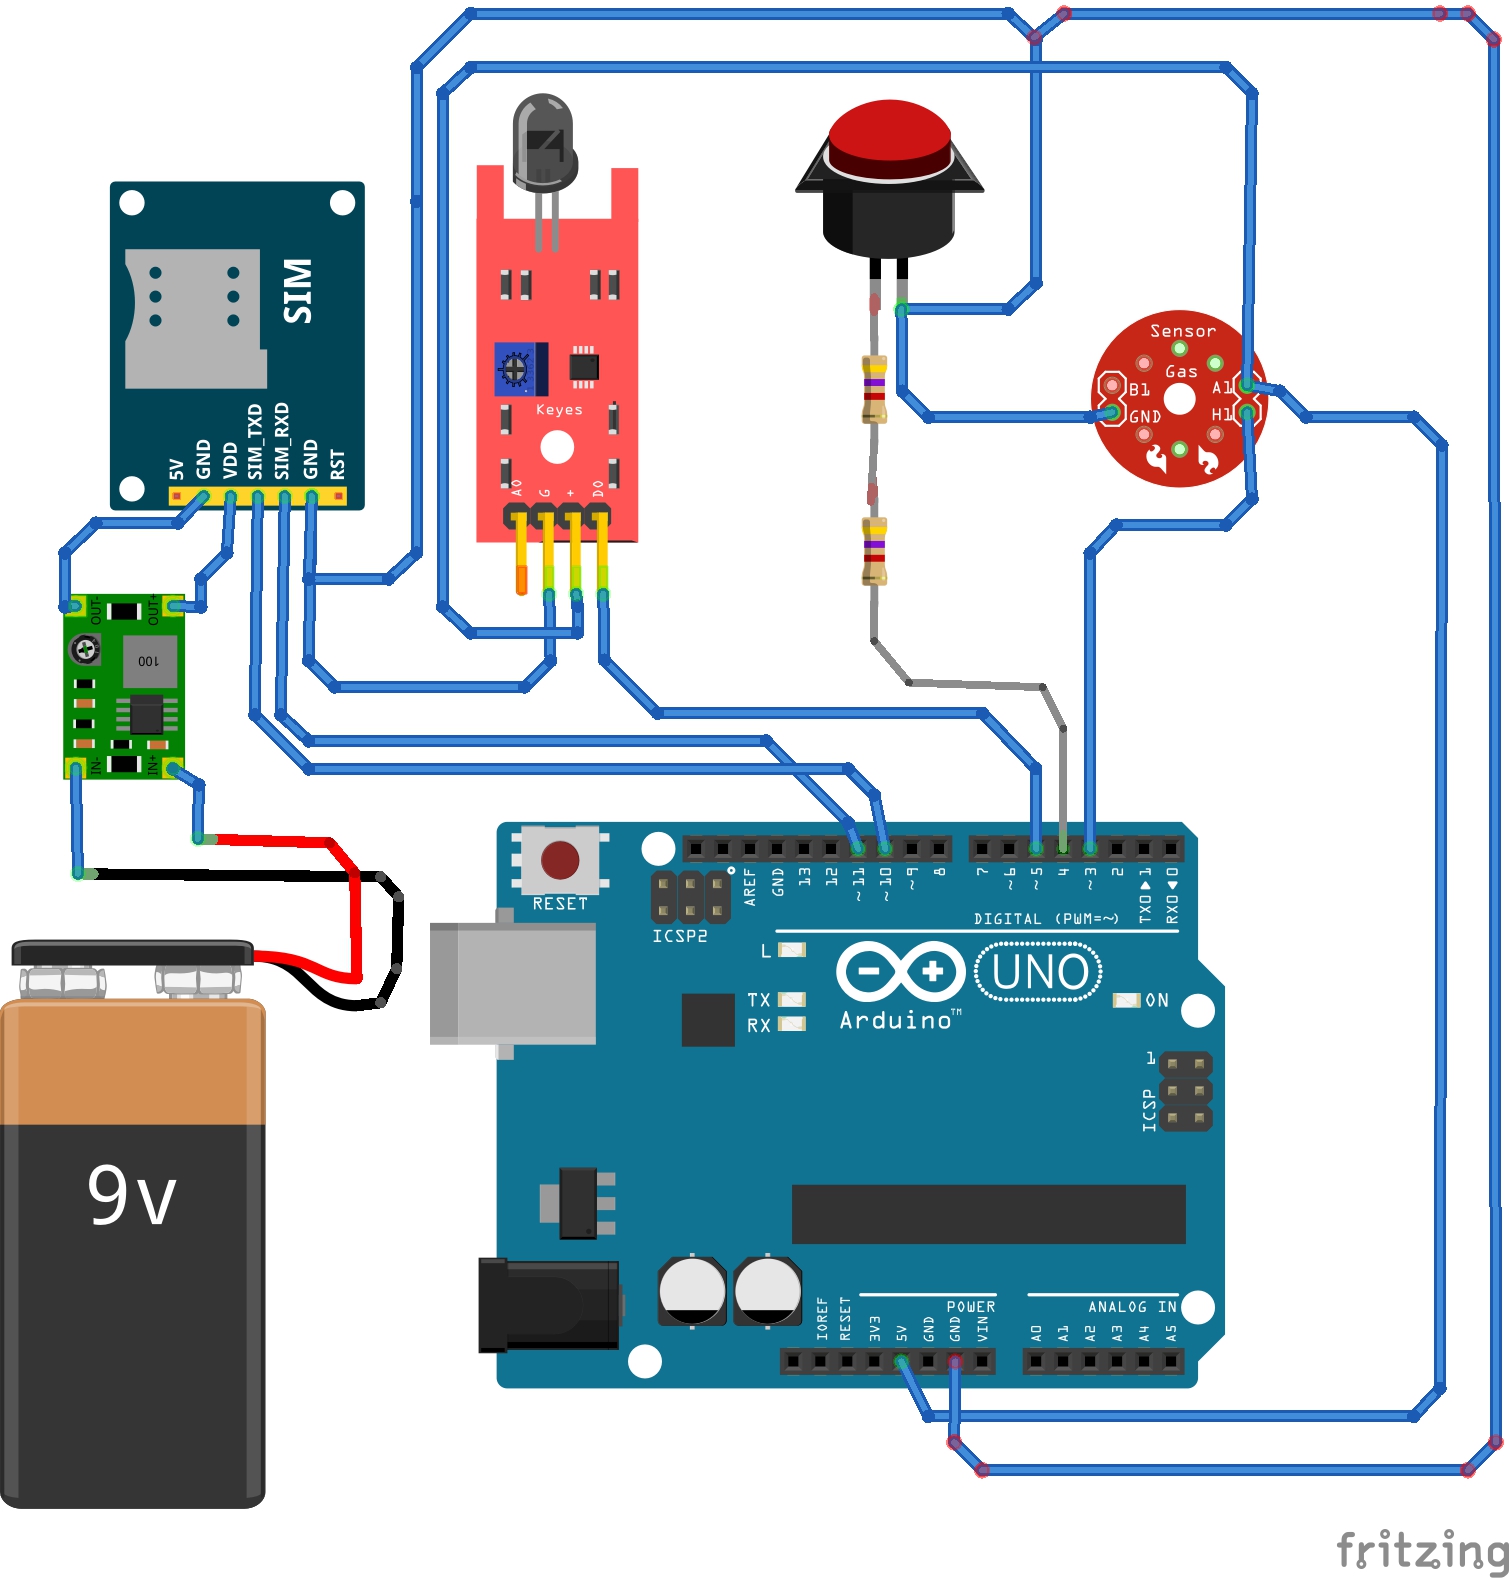 SIM
5V
GND
VDD
SIM_TXD
SIM_RXD
GND
RST
Keyes
A0
G
+
D0
Sensor
Gas
B1
A1
GND
H1
OUT-
OUT+
100
IN-
IN+
9v
RESET
ICSP2
AREF
GND
13
12
~11
~10
~9
8
7
~6
~5
4
~3
2
TX0▶1
RX0◀0
DIGITAL (PWM=~)
L
TX
RX
- +
UNO
Arduino™
ON
1
ICSP
IOREF
RESET
3V3
5V
GND
GND
VIN
POWER
ANALOG IN
A0
A1
A2
A3
A4
A5
fritzing